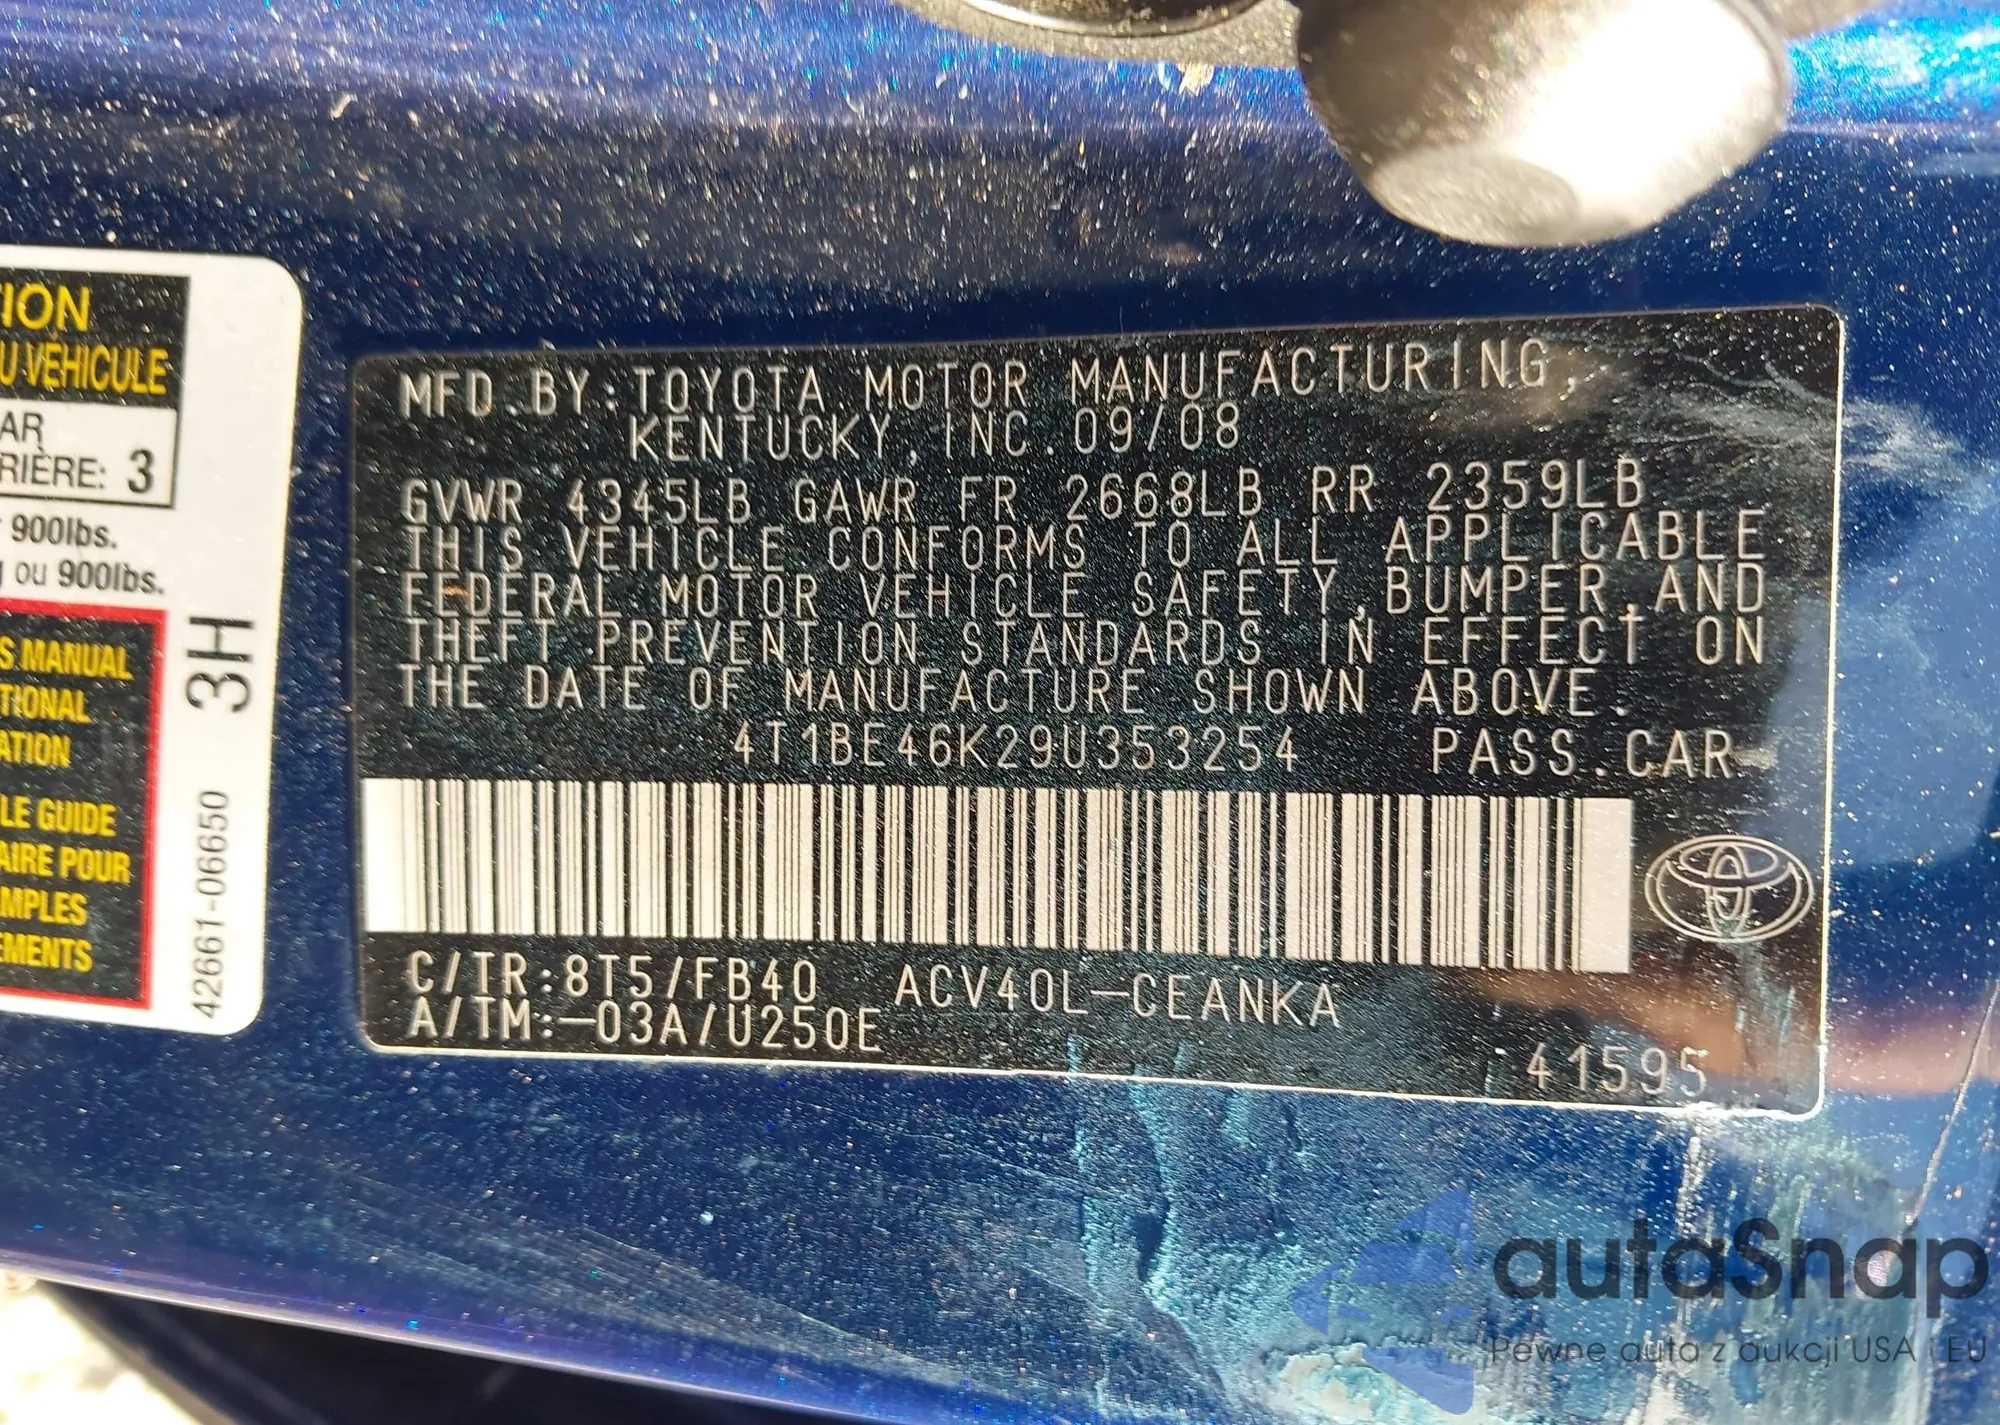 TION
U VÉHICULE
AR
RIÈRE: 3
900lbs.
ou 900lbs.
S MANUAL
TIONAL
ATION
LE GUIDE
AIRE POUR
MPLES
EMENTS
3H
42661-06650
MFD.BY:TOYOTA MOTOR MANUFACTURING,
KENTUCKY,INC.09/08
GVWR 4345LB GAWR FR 2668LB RR 2359LB
THIS VEHICLE CONFORMS TO ALL APPLICABLE
FEDERAL MOTOR VEHICLE SAFETY,BUMPER,AND
THEFT PREVENTION STANDARDS IN EFFECT ON
THE DATE OF MANUFACTURE SHOWN ABOVE.
4T1BE46K29U353254 PASS.CAR
C/TR:8T5/FB40 ACV40L-CEANKA
A/TM:-03A/U250E
41595
autaSnap
Pewne auta z aukcji USA i EU